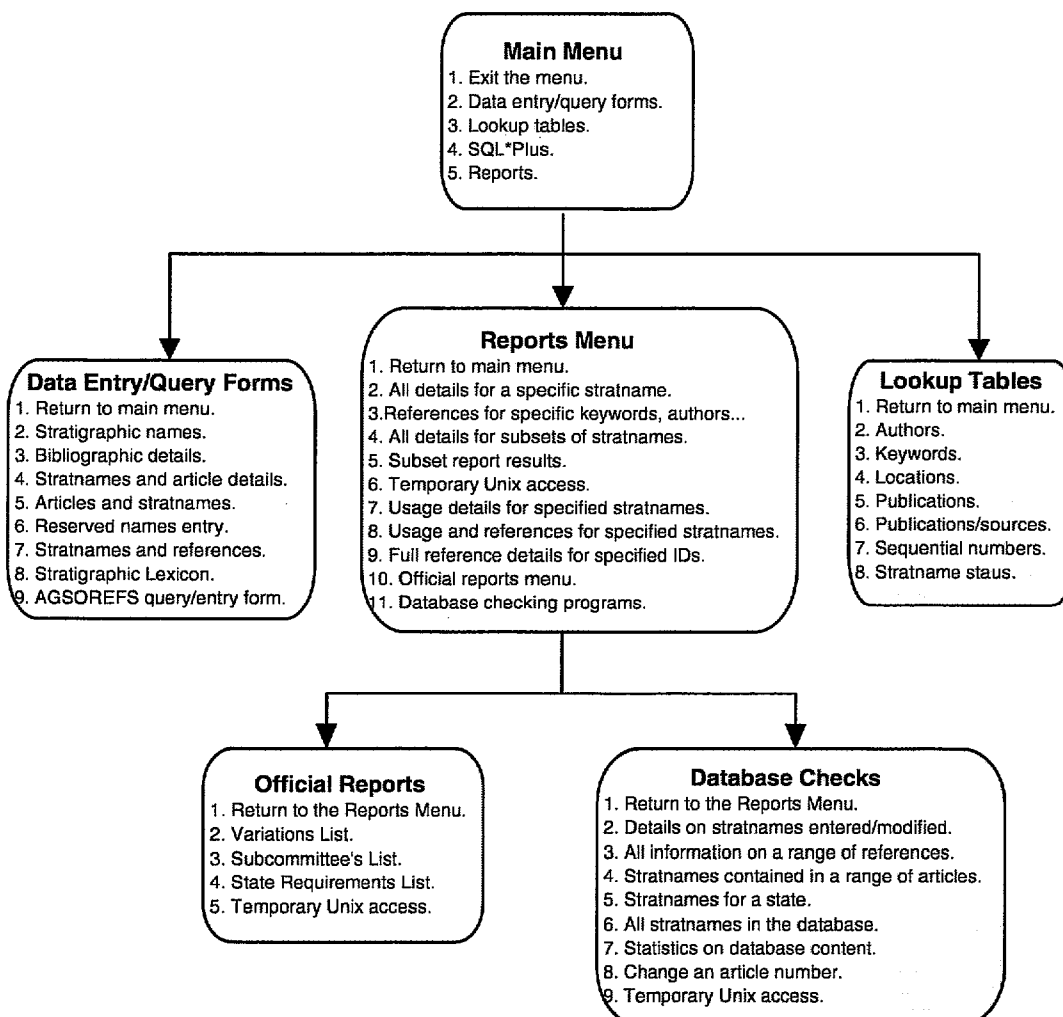 Main Menu
1. Exit the menu.
2. Data entry/query forms.
3. Lookup tables.
4. SQL*Plus.
5. Reports.
Data Entry/Query Forms
1. Return to main menu.
2. Stratigraphic names.
3. Bibliographic details.
4. Stratnames and article details.
5. Articles and stratnames.
6. Reserved names entry.
7. Stratnames and references.
8. Stratigraphic Lexicon.
9. AGSOREFS query/entry form.
Reports Menu
1. Return to main menu.
2. All details for a specific stratname.
3.References for specific keywords, authors...
4. All details for subsets of stratnames.
5. Subset report results.
6. Temporary Unix access.
7. Usage details for specified stratnames.
8. Usage and references for specified stratnames.
9. Full reference details for specified IDs.
10. Official reports menu.
11. Database checking programs.
Lookup Tables
1. Return to main menu.
2. Authors.
3. Keywords.
4. Locations.
5. Publications.
6. Publications/sources.
7. Sequential numbers.
8. Stratname staus.
Official Reports
1. Return to the Reports Menu.
2. Variations List.
3. Subcommittee's List.
4. State Requirements List.
5. Temporary Unix access.
Database Checks
1. Return to the Reports Menu.
2. Details on stratnames entered/modified.
3. All information on a range of references.
4. Stratnames contained in a range of articles.
5. Stratnames for a state.
6. All stratnames in the database.
7. Statistics on database content.
8. Change an article number.
9. Temporary Unix access.